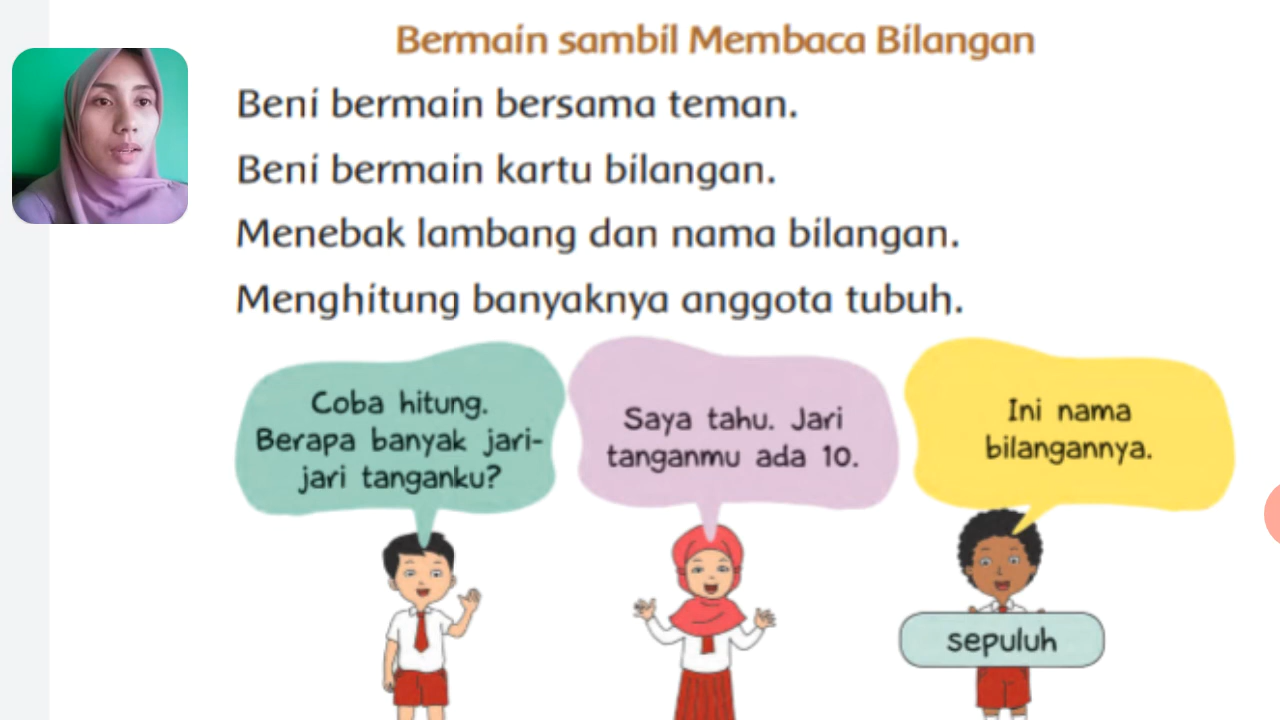 Bermain sambil Membaca Bilangan
Beni bermain bersama teman.
Beni bermain kartu bilangan.
Menebak lambang dan nama bilangan.
Menghitung banyaknya anggota tubuh.
Coba hitung.
Berapa banyak jari-
jari tanganku?
Saya tahu. Jari
tanganmu ada 10.
Ini nama
bilangannya.
sepuluh